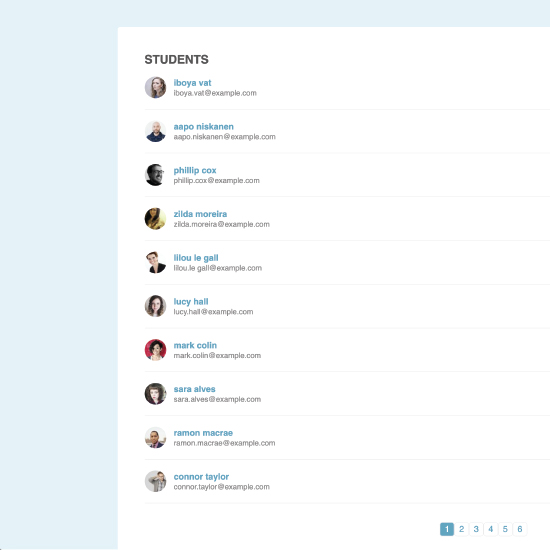 STUDENTS
iboya vat
iboya.vat@example.com
aapo niskanen
aapo.niskanen@example.com
phillip cox
phillip.cox@example.com
zilda moreira
zilda.moreira@example.com
lilou le gall
lilou.le gall@example.com
lucy hall
lucy.hall@example.com
mark colin
mark.colin@example.com
sara alves
sara.alves@example.com
ramon macrae
ramon.macrae@example.com
connor taylor
connor.taylor@example.com
1 2 3 4 5 6